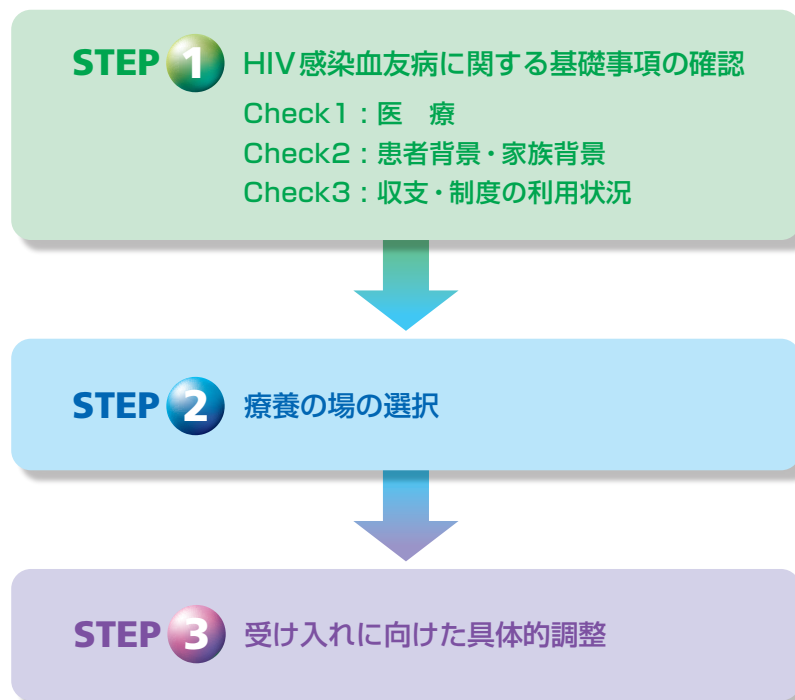 STEP 1 HIV感染血友病に関する基礎事項の確認
Check1：医　療
Check2：患者背景・家族背景
Check3：収支・制度の利用状況
STEP 2 療養の場の選択
STEP 3 受け入れに向けた具体的調整